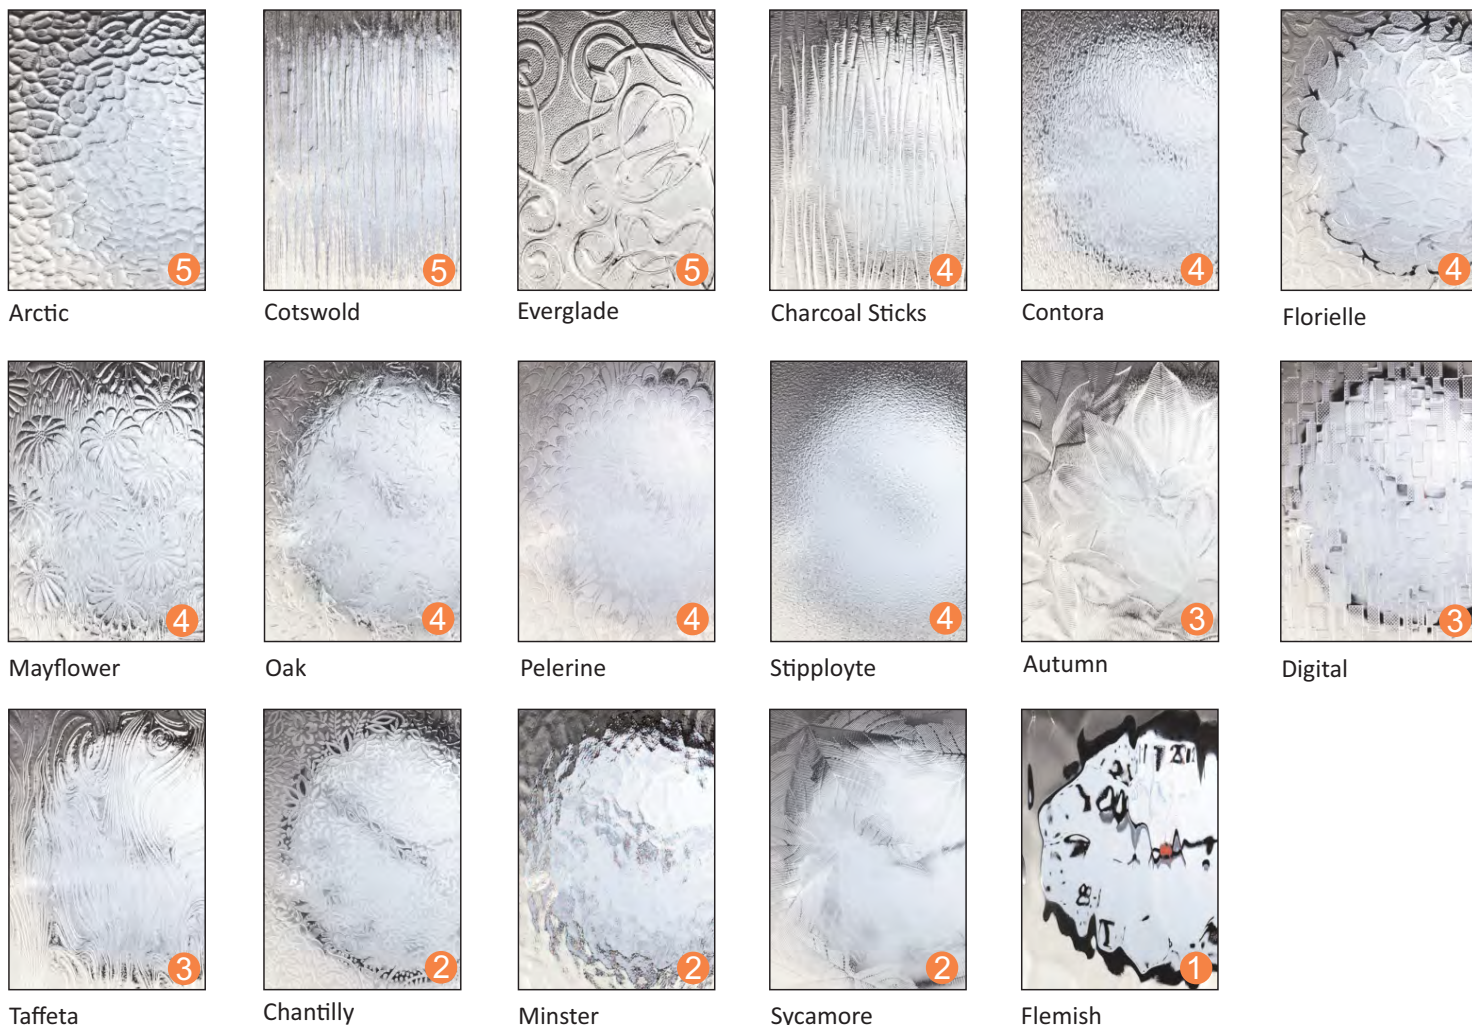 5 5 5 4 4 4
Arctic Cotswold Everglade Charcoal Sticks Contora Florielle
4 4 4 4 3 3
Mayflower Oak Pelerine Stipployte Autumn Digital
3 2 2 2 1
Taffeta Chantilly Minster Sycamore Flemish